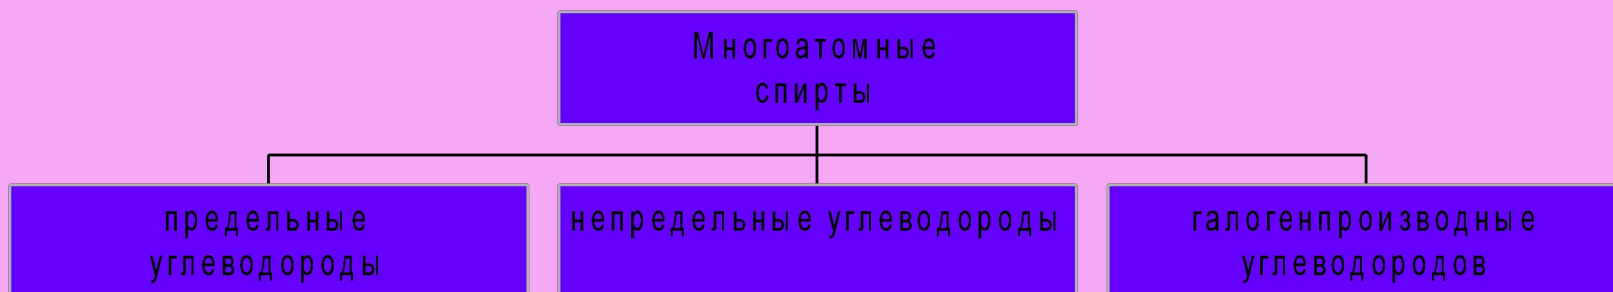 Многоатомные
спирты
предельные
углеводороды
непредельные углеводороды
галогенпроизводные
углеводородов